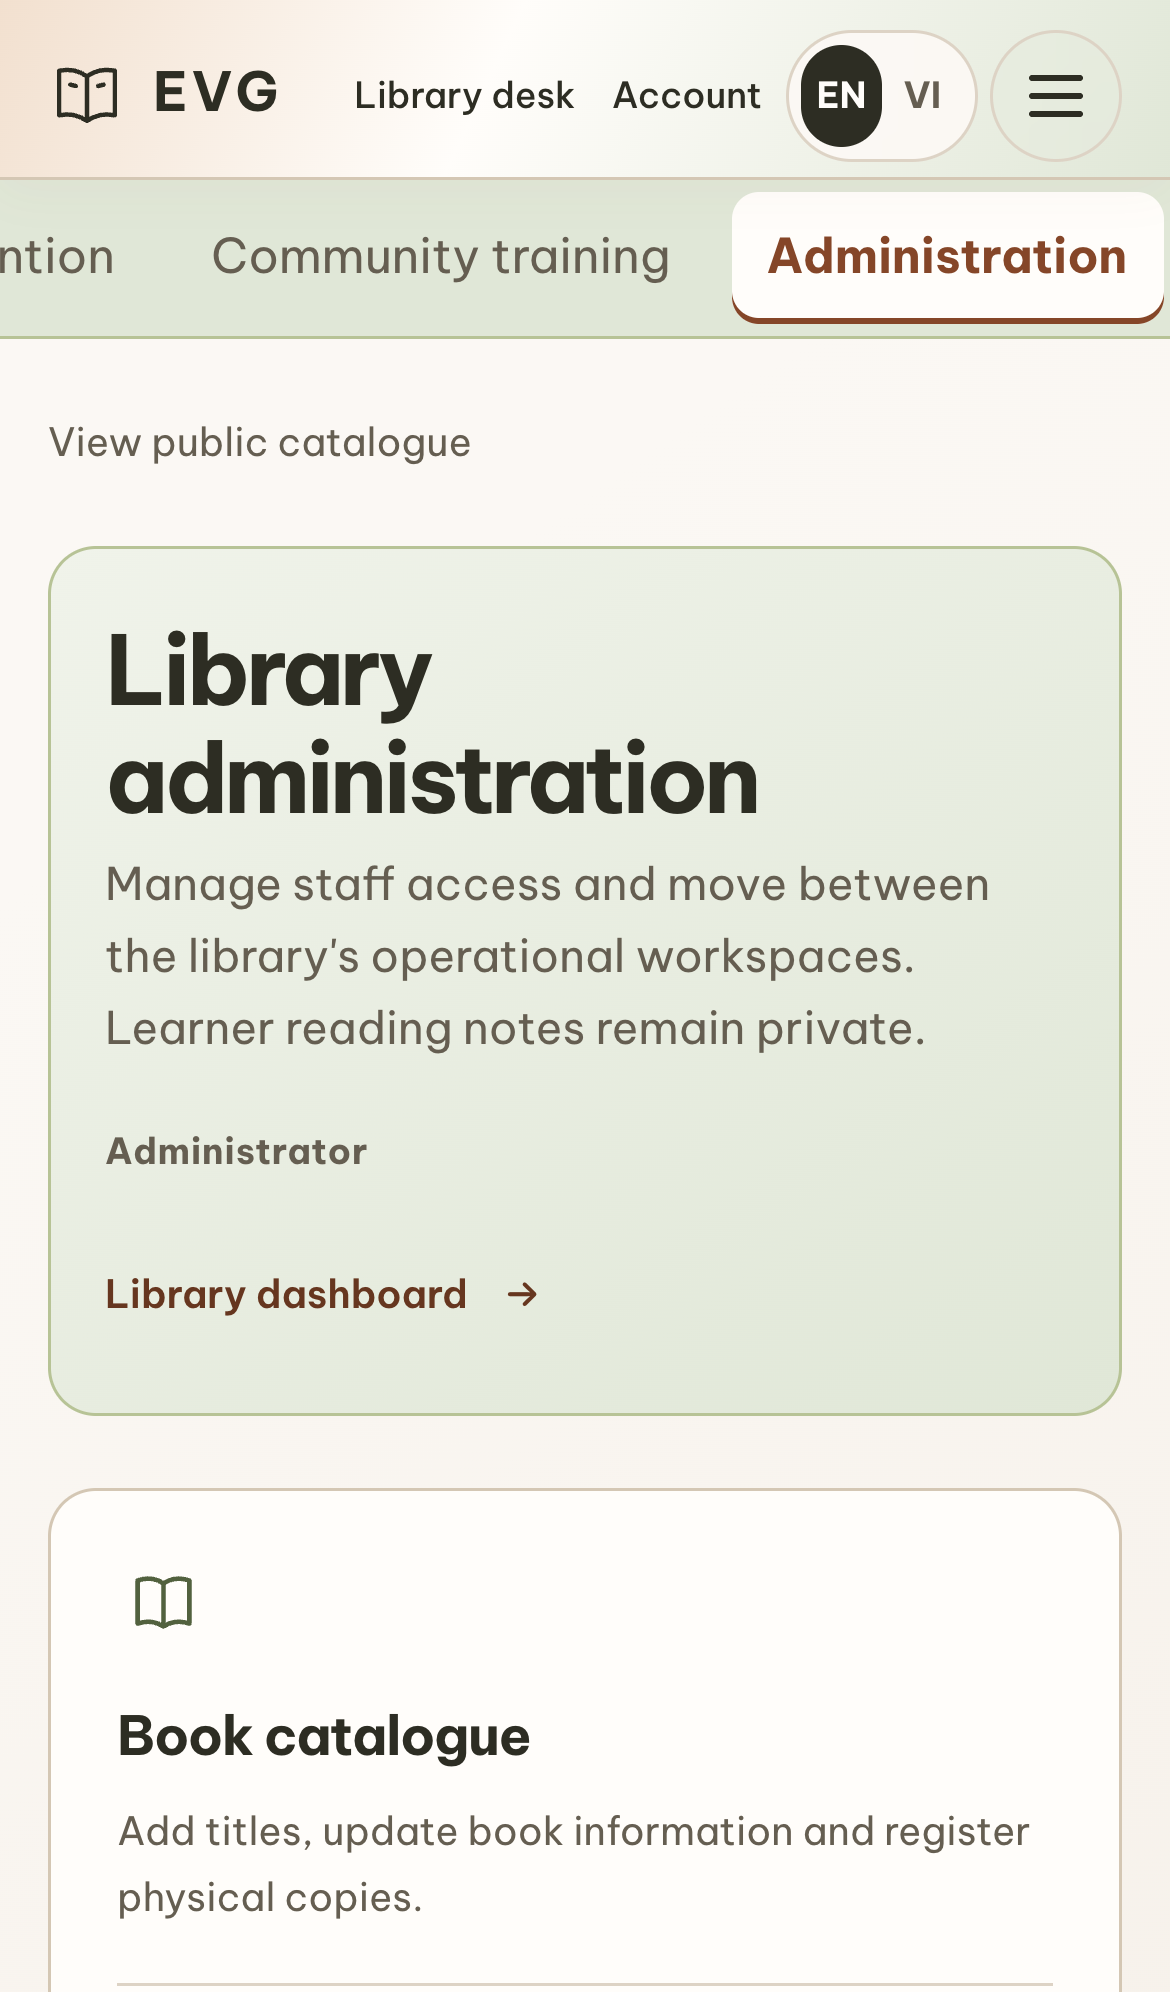 EVG
Library desk
Account
EN
VI
ntion
Community training
Administration
View public catalogue
Library
administration
Manage staff access and move between
the library's operational workspaces.
Learner reading notes remain private.
Administrator
Library dashboard →
Book catalogue
Add titles, update book information and register
physical copies.